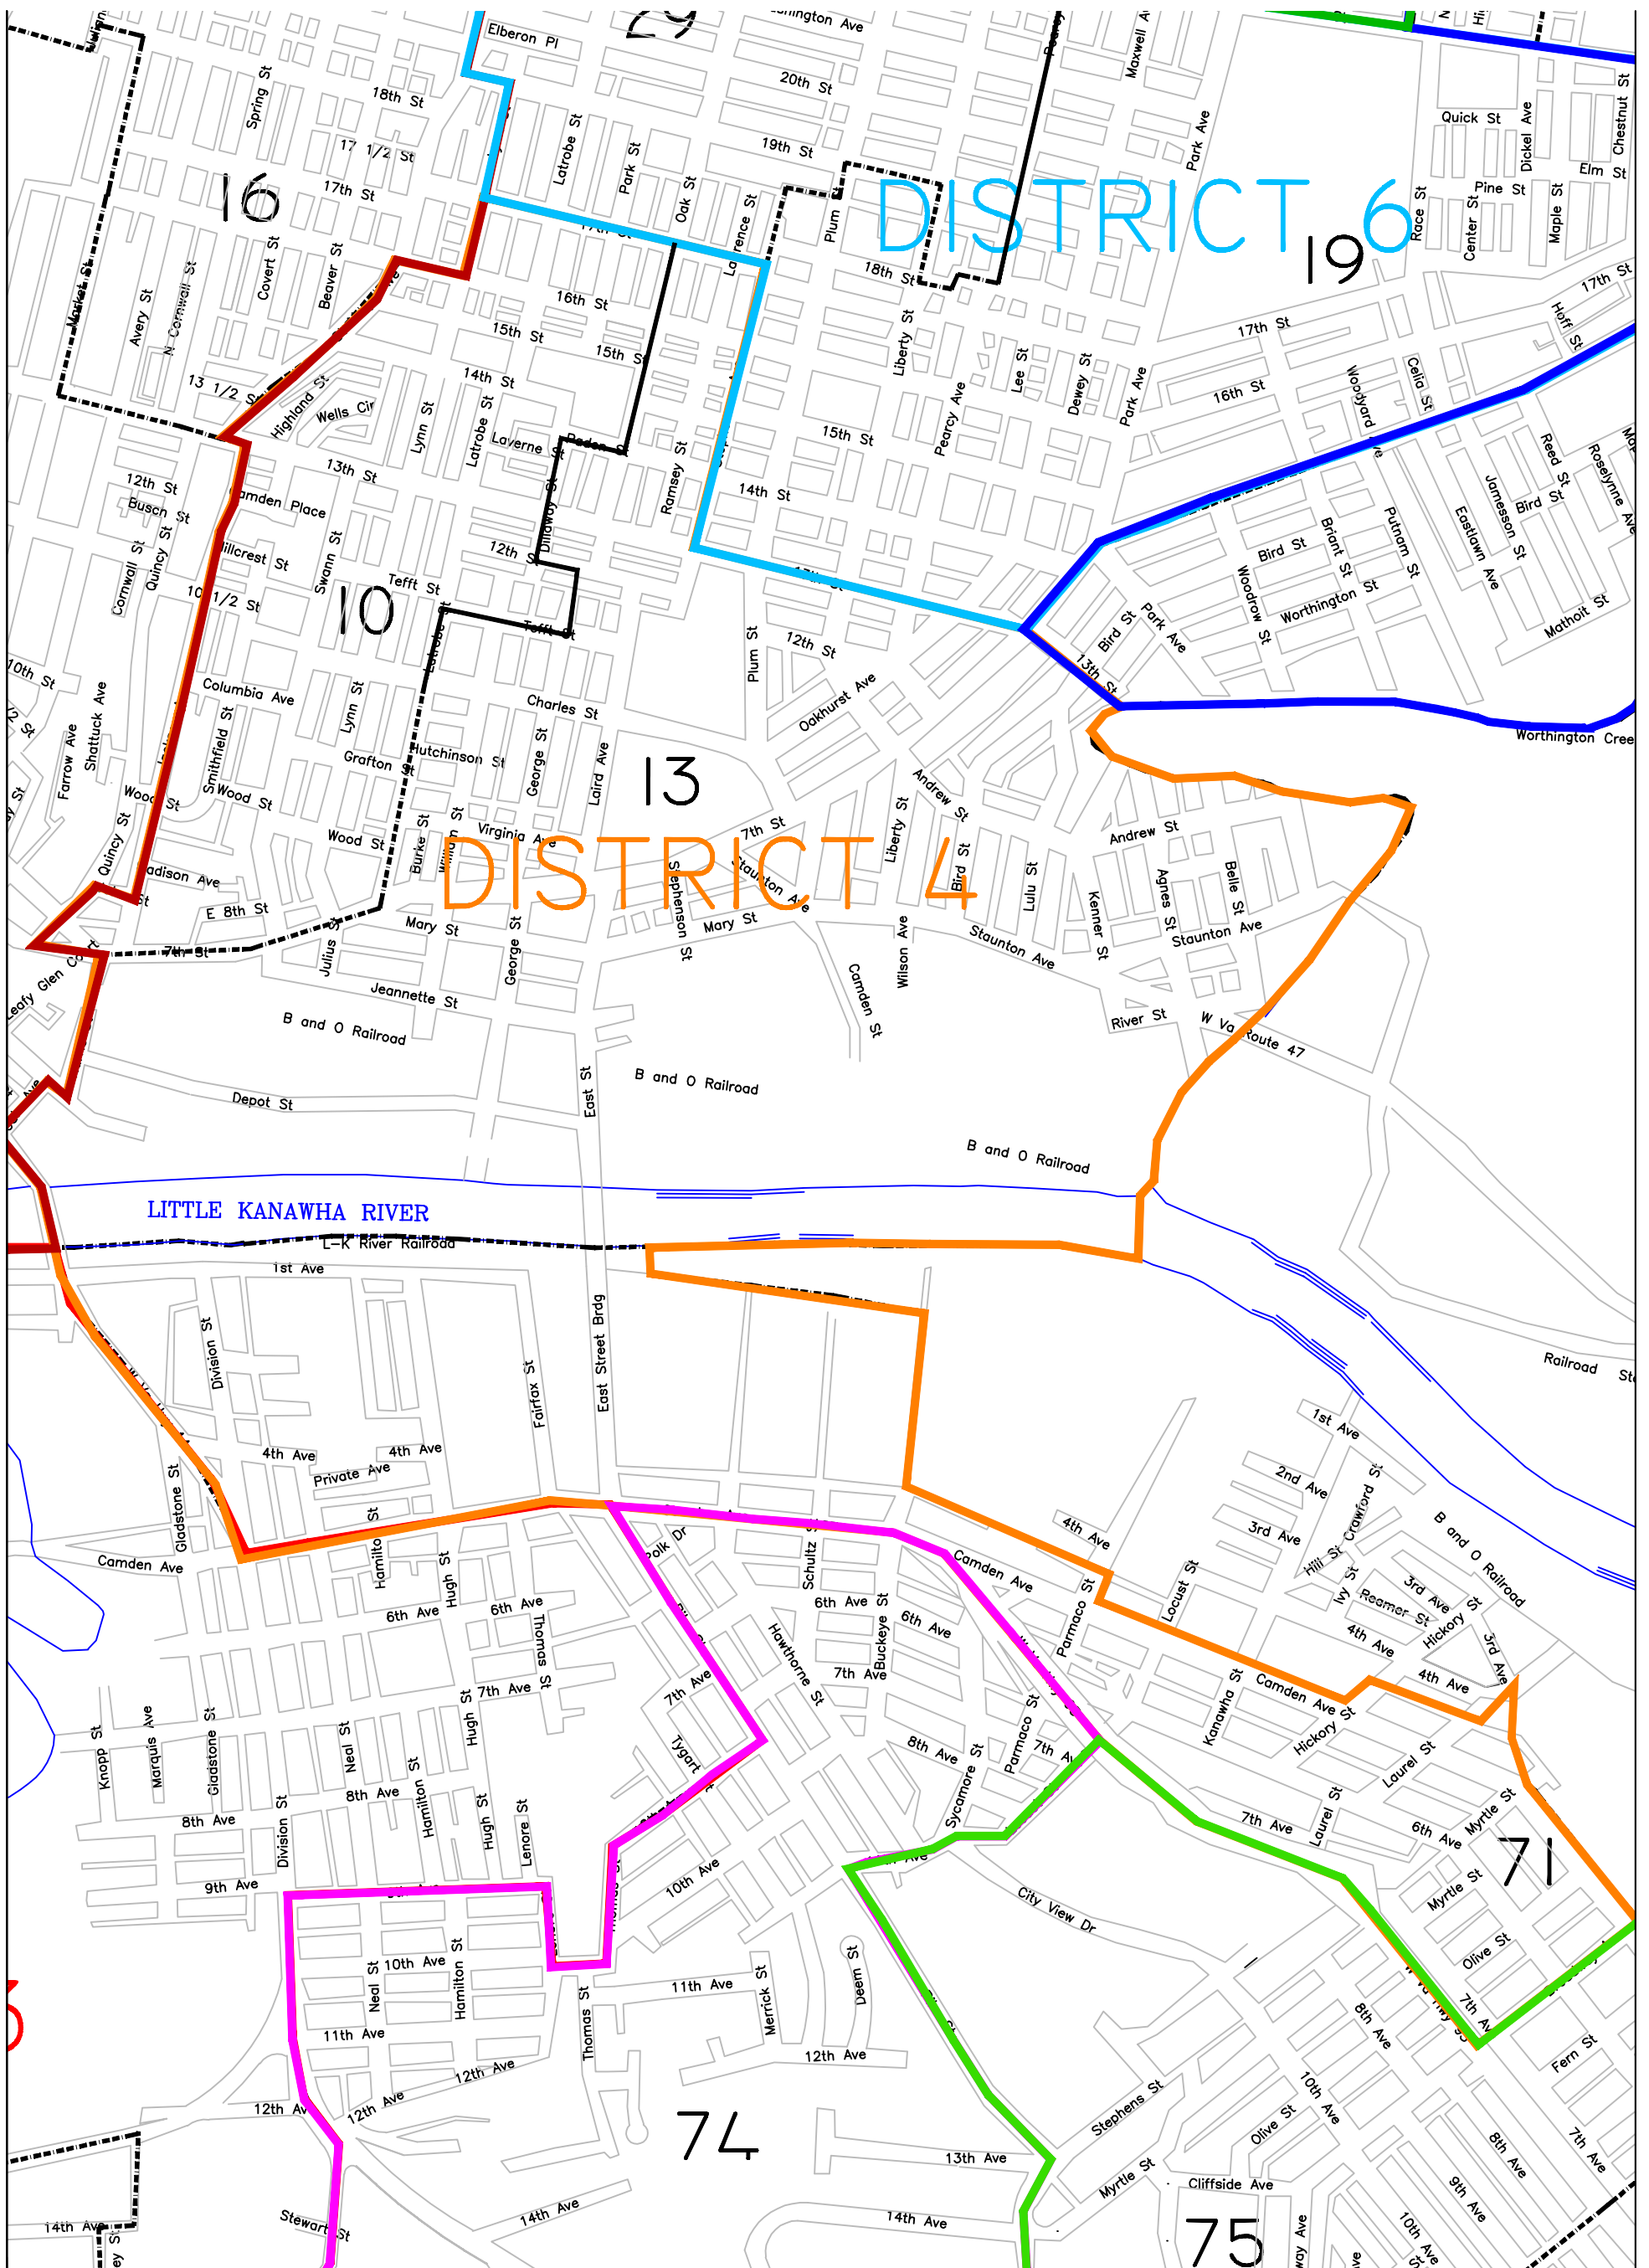 29
Elberon Pl
20th St
19th St
18th St
17 1/2 St
17th St
Spring St
Latrobe St
Park St
Oak St
Plum St
Park Ave
16
DISTRICT 6
19
Quick St
Dickel Ave
Chestnut St
Elm St
Pine St
Center St
Race St
Maple St
18th St
17th St
17th St
Hoff St
Market St
Avery St
N Cornwall St
Covert St
Beaver St
16th St
15th St
15th St
14th St
13 1/2 St
Highland St
Wells Cir
Lynn St
Latrobe St
Laverne St
Paden St
Ramsey St
Liberty St
Pearcy Ave
Lee St
Dewey St
Park Ave
16th St
Woodyard Ave
Celia St
15th St
14th St
Reed St
Roselynne Ave
Jamesson St
Bird St
Eastlawn Ave
Putnam St
Briant St
Bird St
Woodrow St
Worthington St
Mathoit St
12th St
Busch St
Camden Place
13th St
Hillcrest St
Swann St
Cornwall St
Quincy St
10 1/2 St
Tefft St
12th St
Dillaway St
Tefft St
Latrobe St
10
Plum St
12th St
Oakhurst Ave
Bird St
Park Ave
13th St
Worthington Cree
10th St
Farrow Ave
Shattuck Ave
Columbia Ave
Smithfield St
Lynn St
Grafton St
Hutchinson St
Charles St
George St
Laird Ave
13
Wood St
Wood St
Wood St
Quincy St
Burke St
William St
Virginia Ave
DISTRICT 4
7th St
Staunton Ave
Stephenson St
Mary St
Andrew St
Liberty St
Bird St
Lulu St
Andrew St
Agnes St
Belle St
Kenner St
Staunton Ave
Staunton Ave
Wilson Ave
Camden St
Madison Ave
E 8th St
7th St
Julius St
Mary St
George St
Jeannette St
Leafy Glen Court
B and O Railroad
B and O Railroad
B and O Railroad
River St
W Va Route 47
Depot St
East St
LITTLE KANAWHA RIVER
L-K River Railroad
1st Ave
Division St
Fairfax St
East Street Brdg
4th Ave
4th Ave
Private Ave
Gladstone St
Camden Ave
Hamilton St
Hugh St
6th Ave
6th Ave
Thomas St
7th Ave
Hugh St
Polk Dr
Schultz St
6th Ave
6th Ave
Buckeye St
7th Ave
Hawthorne St
7th Ave
Tygart St
Camden Ave
4th Ave
Parmaco St
Locust St
1st Ave
2nd Ave
3rd Ave
Hill St
Crawford St
Ivy St
Reamer St
3rd Ave
Hickory St
4th Ave
3rd Ave
4th Ave
B and O Railroad
Railroad
Kanawha St
Camden Ave
Hickory St
Laurel St
Laurel St
7th Ave
6th Ave
Myrtle St
Myrtle St
71
Olive St
7th Ave
Fern St
Parmaco St
7th Ave
8th Ave
Sycamore St
City View Dr
Knopp St
Marquis Ave
Gladstone St
Neal St
8th Ave
8th Ave
Hamilton St
Hugh St
Lenore St
Division St
9th Ave
9th Ave
10th Ave
10th Ave
Neal St
Hamilton St
11th Ave
11th Ave
Thomas St
Merrick St
Deem St
12th Ave
12th Ave
12th Ave
12th Ave
3
74
13th Ave
Stephens St
Myrtle St
Olive St
10th Ave
8th Ave
8th Ave
7th Ave
9th Ave
10th Ave
Cliffside Ave
14th Ave
14th Ave
14th Ave
Stewart St
75